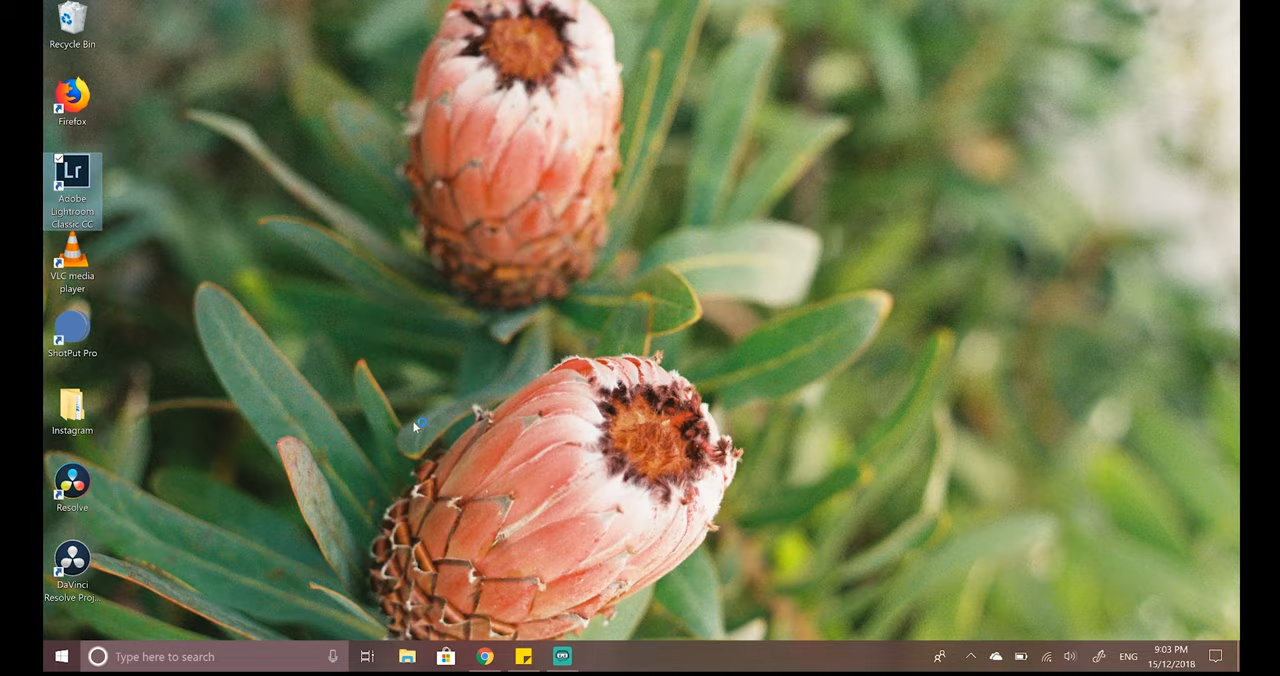 Recycle Bin
Firefox
Lr
Adobe
Lightroom
Classic CC
VLC media
player
ShotPut Pro
Instagram
Resolve
DaVinci
Resolve Proj...
Type here to search
ENG
9:03 PM
15/12/2018